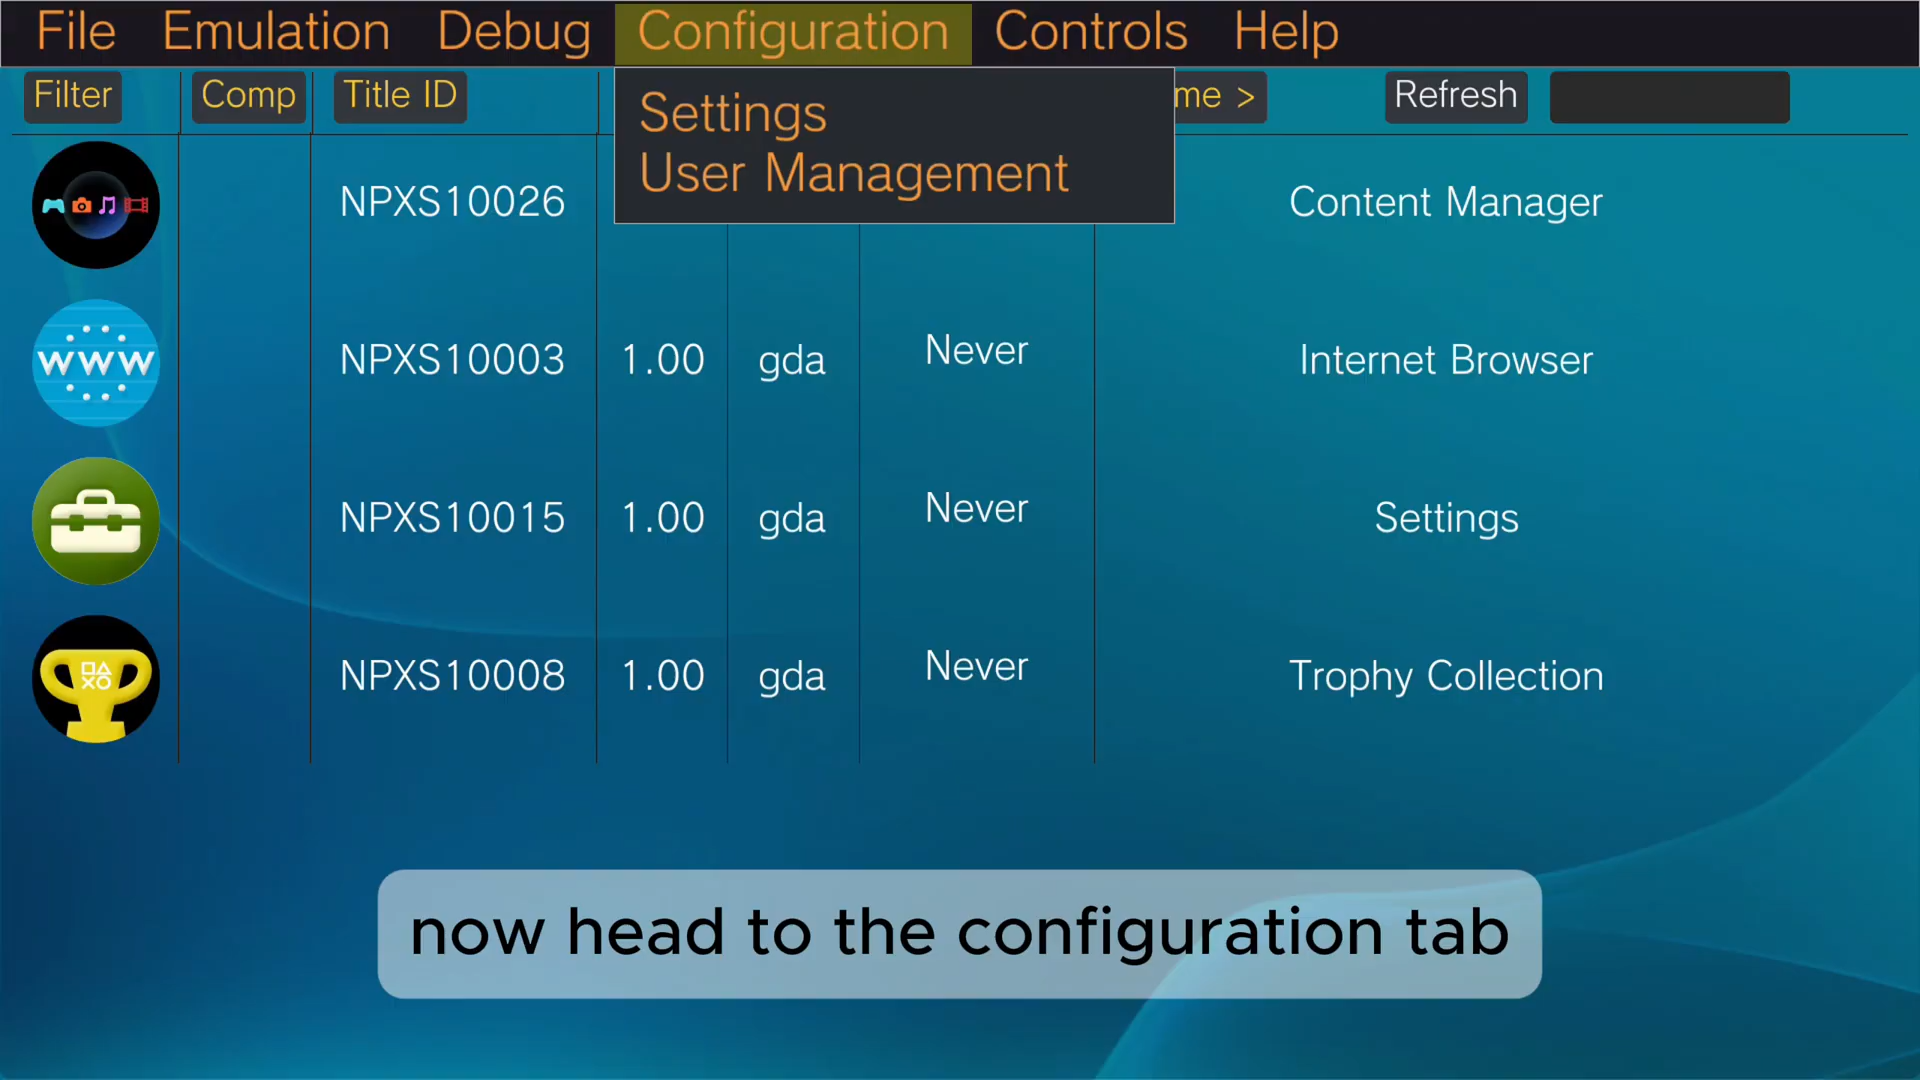 File Emulation Debug Configuration Controls Help
Filter Comp Title ID me > Refresh
Settings
User Management
NPXS10026 Content Manager
WWW NPXS10003 1.00 gda Never Internet Browser
NPXS10015 1.00 gda Never Settings
NPXS10008 1.00 gda Never Trophy Collection
now head to the configuration tab